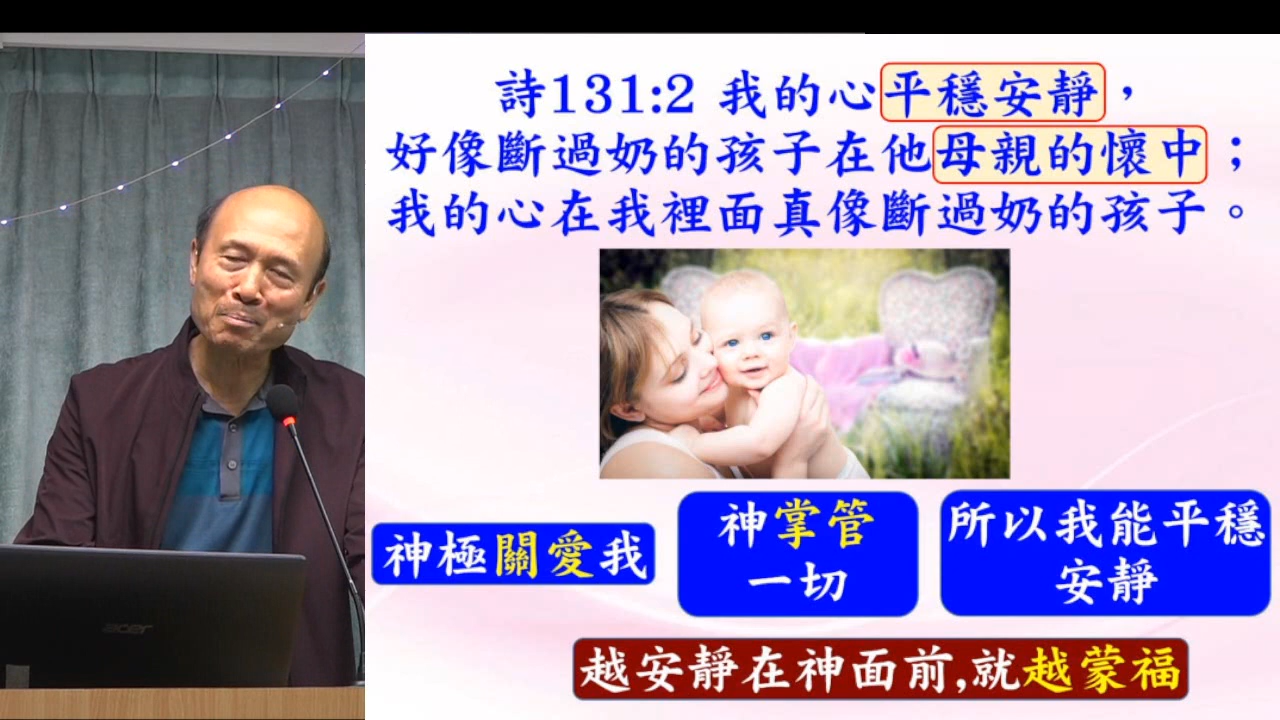 詩131:2 我的心平穩安靜，
好像斷過奶的孩子在他母親的懷中；
我的心在我裡面真像斷過奶的孩子。
神極關愛我
神掌管
一切
所以我能平穩
安靜
越安靜在神面前,就越蒙福
acer